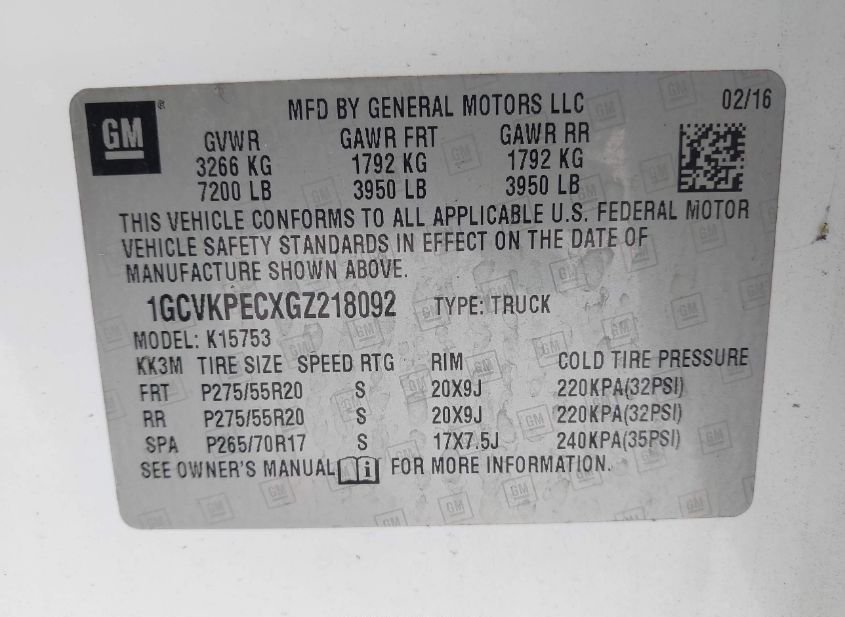 GM ® MFD BY GENERAL MOTORS LLC 02/16
GVWR GAWR FRT GAWR RR
3266 KG 1792 KG 1792 KG
7200 LB 3950 LB 3950 LB
THIS VEHICLE CONFORMS TO ALL APPLICABLE U.S. FEDERAL MOTOR
VEHICLE SAFETY STANDARDS IN EFFECT ON THE DATE OF
MANUFACTURE SHOWN ABOVE.
1GCVKPECXGZ218092 TYPE: TRUCK
MODEL: K15753
KK3M TIRE SIZE SPEED RTG RIM COLD TIRE PRESSURE
FRT P275/55R20 S 20X9J 220KPA(32PSI)
RR P275/55R20 S 20X9J 220KPA(32PSI)
SPA P265/70R17 S 17X7.5J 240KPA(35PSI)
SEE OWNER'S MANUAL i FOR MORE INFORMATION.